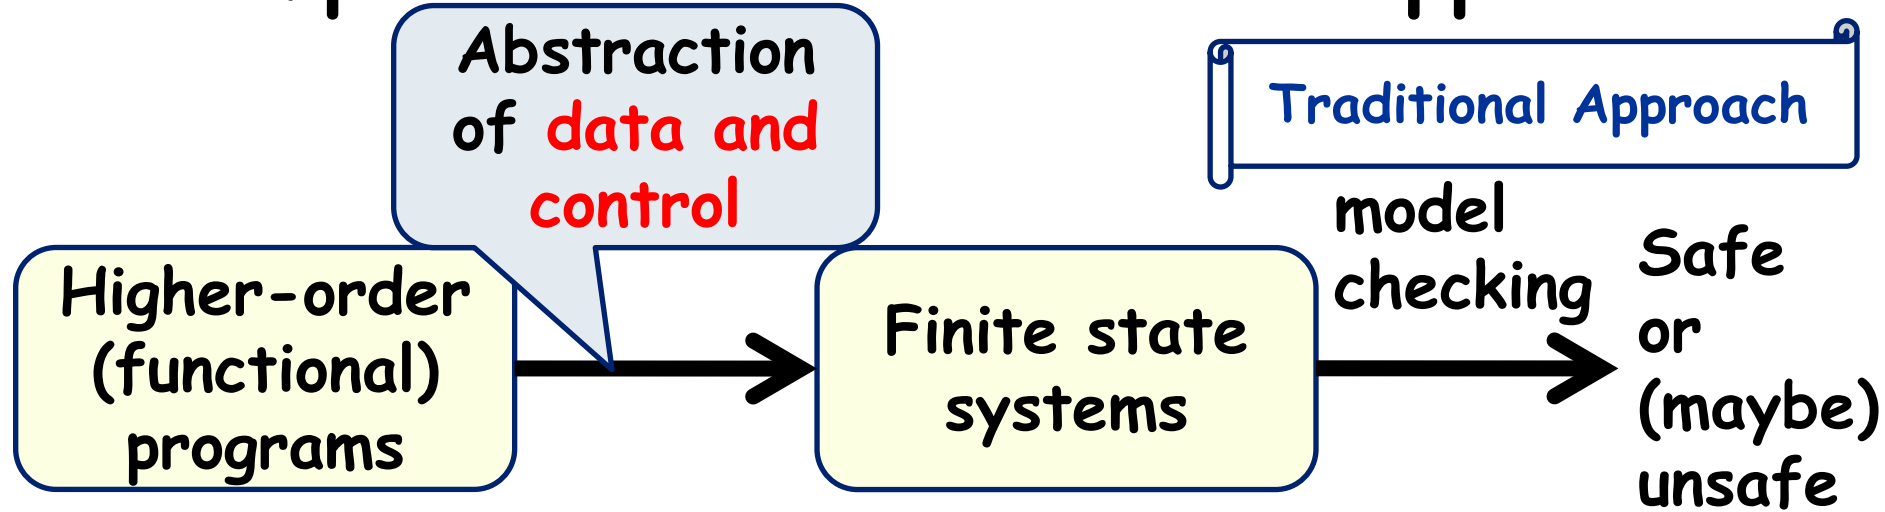 Abstraction
of data and
control
Traditional Approach
Higher-order
(functional)
programs
Finite state
systems
model
checking
Safe
or
(maybe)
unsafe